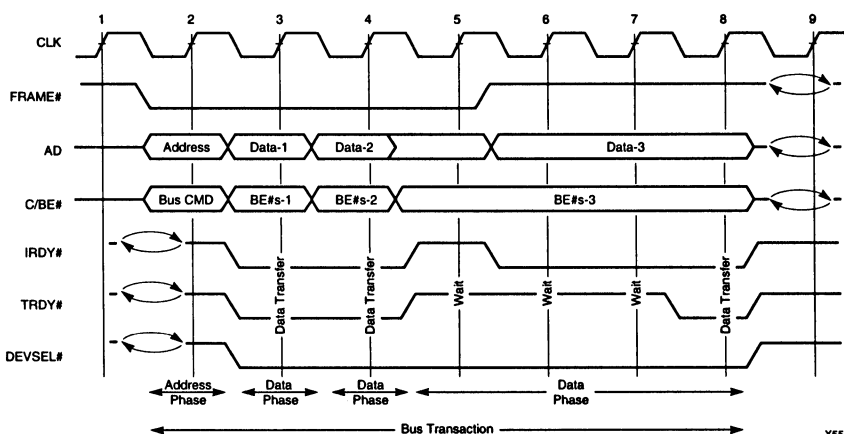 1 2 3 4 5 6 7 8 9
CLK
FRAME#
AD Address Data-1 Data-2 Data-3
C/BE# Bus CMD BE#s-1 BE#s-2 BE#s-3
IRDY#
TRDY#
DEVSEL#
Data Transfer
Data Transfer
Wait
Wait
Wait
Data Transfer
Address Data Data Data
Phase Phase Phase Phase
Bus Transaction